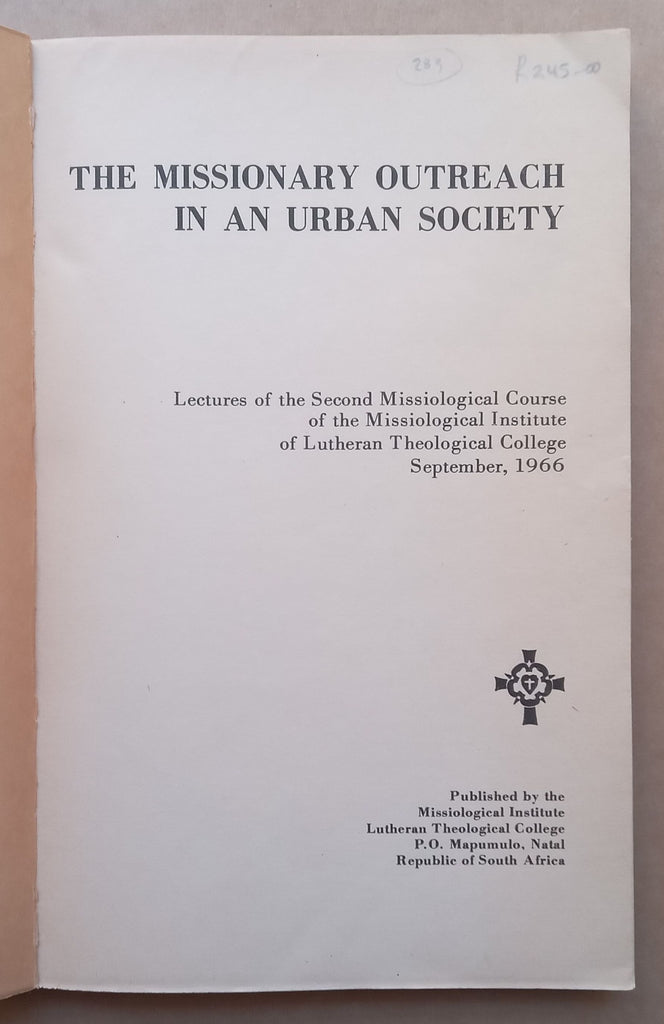 289 R245-00
THE MISSIONARY OUTREACH
IN AN URBAN SOCIETY
Lectures of the Second Missiological Course
of the Missiological Institute
of Lutheran Theological College
September, 1966
Published by the
Missiological Institute
Lutheran Theological College
P.O. Mapumulo, Natal
Republic of South Africa